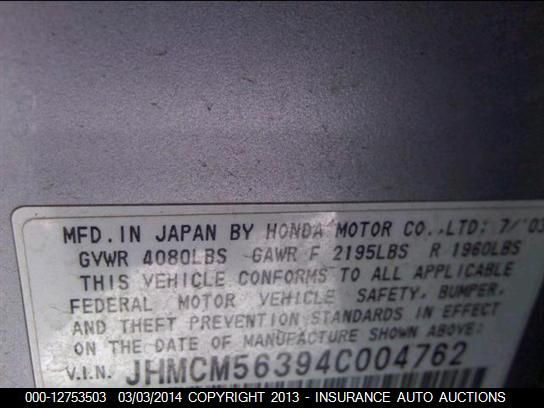 MFD. IN JAPAN BY HONDA MOTOR CO., LTD; 7/'03
GVWR 4080LBS GAWR F 2195LBS R 1960LBS
THIS VEHICLE CONFORMS TO ALL APPLICABLE
FEDERAL MOTOR VEHICLE SAFETY, BUMPER,
AND THEFT PREVENTION STANDARDS IN EFFECT
ON THE DATE OF MANUFACTURE SHOWN ABOVE:
V.I.N. JHMCM56394C004762
000-12753503 03/03/2014 COPYRIGHT 2013 - INSURANCE AUTO AUCTIONS